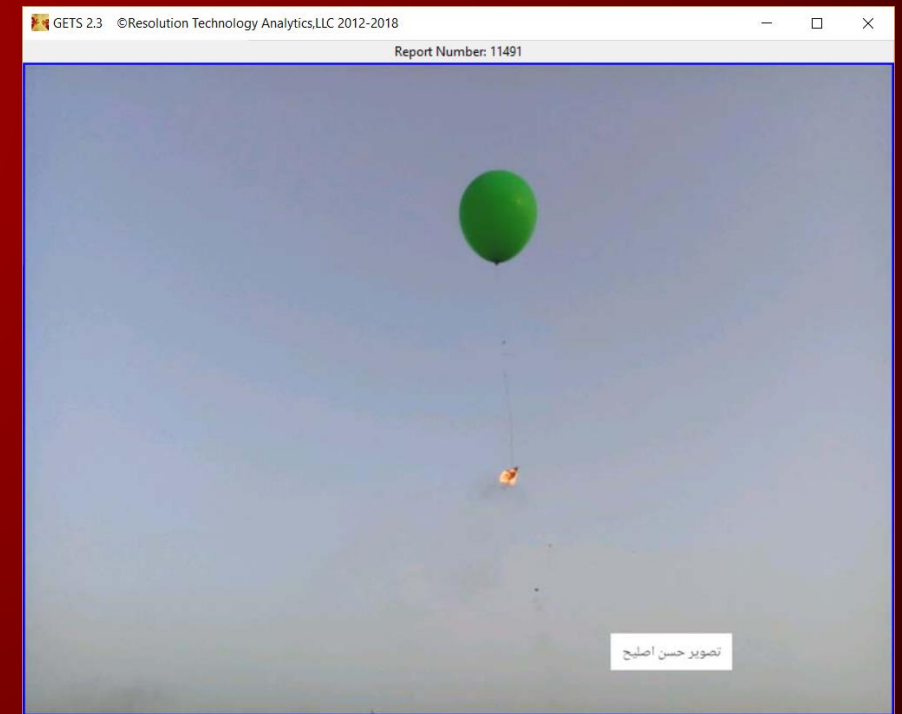 GETS 2.3 ©Resolution Technology Analytics,LLC 2012-2018
Report Number: 11491
تصوير حسن اصليح